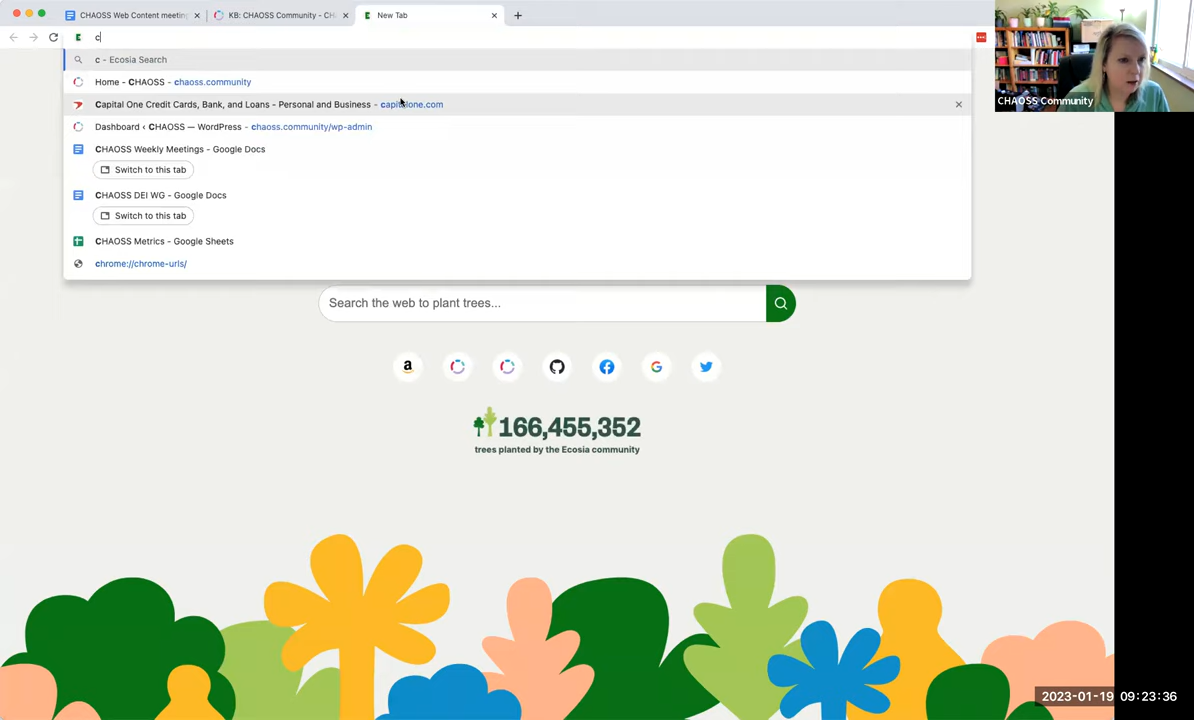 CHAOSS Web Content meetin
KB: CHAOSS Community - CHA
New Tab
c
c - Ecosia Search
Home - CHAOSS - chaoss.community
Capital One Credit Cards, Bank, and Loans - Personal and Business - capitalone.com
Dashboard ‹ CHAOSS — WordPress - chaoss.community/wp-admin
CHAOSS Weekly Meetings - Google Docs
Switch to this tab
CHAOSS DEI WG - Google Docs
Switch to this tab
CHAOSS Metrics - Google Sheets
chrome://chrome-urls/
Search the web to plant trees...
166,455,352
trees planted by the Ecosia community
CHAOSS Community
2023-01-19 09:23:36